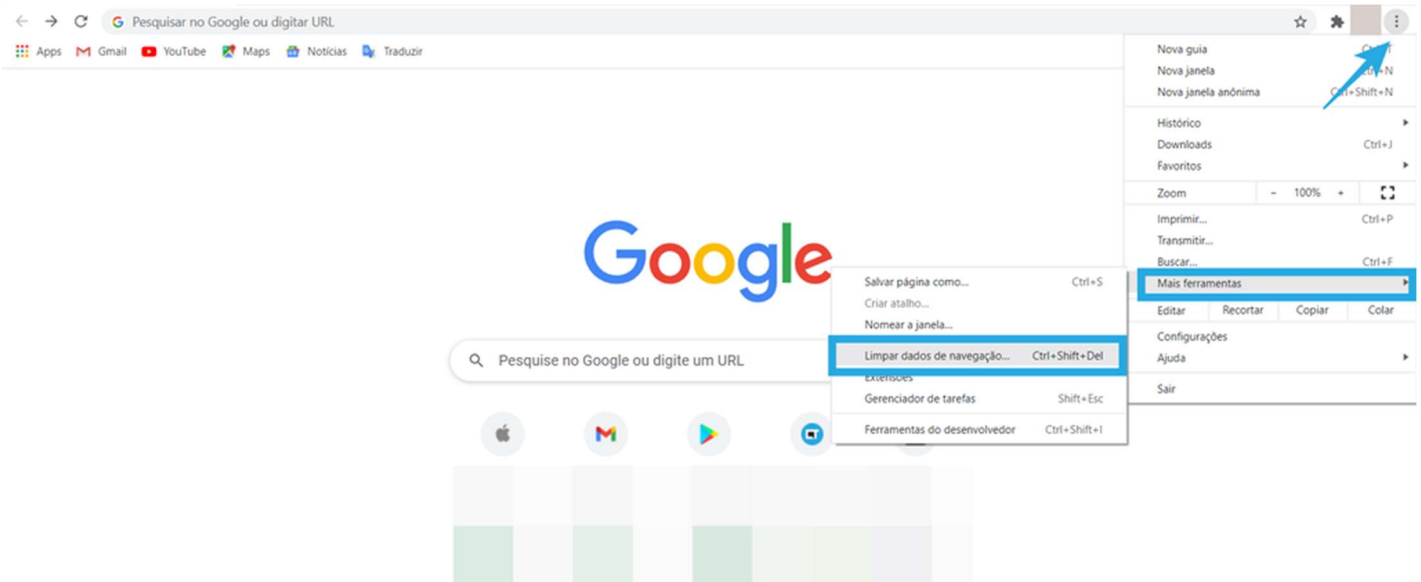 Pesquisar no Google ou digitar URL
Apps Gmail YouTube Maps Notícias Traduzir
Nova guia
Nova janela
Nova janela anônima Ctrl+Shift+N
Histórico
Downloads Ctrl+J
Favoritos
Zoom - 100% +
Imprimir... Ctrl+P
Transmitir...
Buscar... Ctrl+F
Mais ferramentas
Editar Recortar Copiar Colar
Configurações
Ajuda
Sair
Google
Pesquise no Google ou digite um URL
Salvar página como... Ctrl+S
Criar atalho...
Nomear a janela...
Limpar dados de navegação... Ctrl+Shift+Del
Extensões
Gerenciador de tarefas Shift+Esc
Ferramentas do desenvolvedor Ctrl+Shift+I